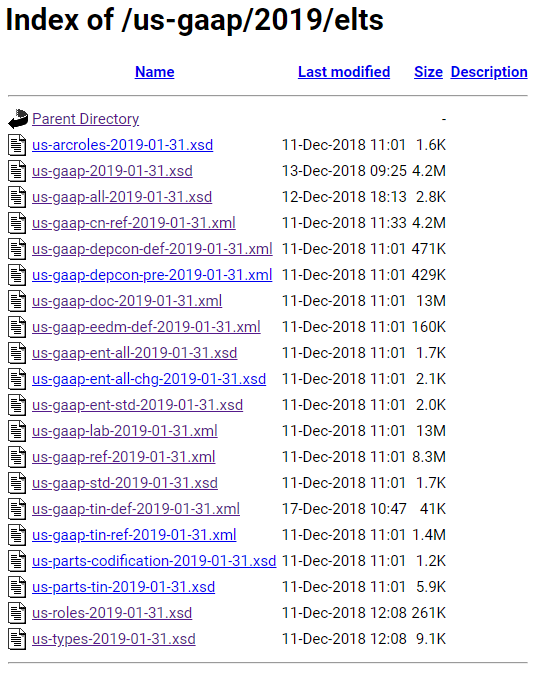 Index of /us-gaap/2019/elts
Name Last modified Size Description
Parent Directory -
us-arcroles-2019-01-31.xsd 11-Dec-2018 11:01 1.6K
us-gaap-2019-01-31.xsd 13-Dec-2018 09:25 4.2M
us-gaap-all-2019-01-31.xsd 12-Dec-2018 18:13 2.8K
us-gaap-cn-ref-2019-01-31.xml 11-Dec-2018 11:33 4.2M
us-gaap-depcon-def-2019-01-31.xml 11-Dec-2018 11:01 471K
us-gaap-depcon-pre-2019-01-31.xml 11-Dec-2018 11:01 429K
us-gaap-doc-2019-01-31.xml 11-Dec-2018 11:01 13M
us-gaap-eedm-def-2019-01-31.xml 11-Dec-2018 11:01 160K
us-gaap-ent-all-2019-01-31.xsd 11-Dec-2018 11:01 1.7K
us-gaap-ent-all-chg-2019-01-31.xsd 11-Dec-2018 11:01 2.1K
us-gaap-ent-std-2019-01-31.xsd 11-Dec-2018 11:01 2.0K
us-gaap-lab-2019-01-31.xml 11-Dec-2018 11:01 13M
us-gaap-ref-2019-01-31.xml 11-Dec-2018 11:01 8.3M
us-gaap-std-2019-01-31.xsd 11-Dec-2018 11:01 1.7K
us-gaap-tin-def-2019-01-31.xml 17-Dec-2018 10:47 41K
us-gaap-tin-ref-2019-01-31.xml 11-Dec-2018 11:01 1.4M
us-parts-codification-2019-01-31.xsd 11-Dec-2018 11:01 1.2K
us-parts-tin-2019-01-31.xsd 11-Dec-2018 11:01 5.9K
us-roles-2019-01-31.xsd 11-Dec-2018 12:08 261K
us-types-2019-01-31.xsd 11-Dec-2018 12:08 9.1K